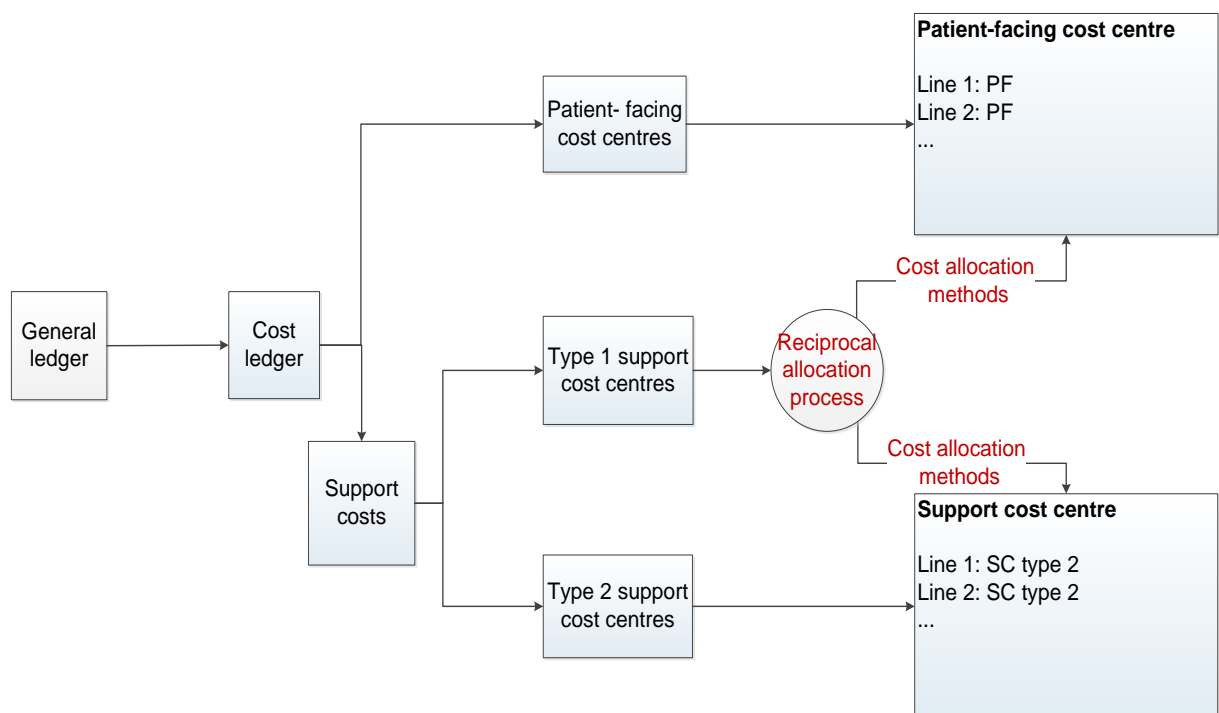 Patient-facing cost centre
Line 1: PF
Line 2: PF
...
Patient- facing
cost centres
Cost allocation
methods
General
ledger
Cost
ledger
Type 1 support
cost centres
Reciprocal
allocation
process
Cost allocation
methods
Support
costs
Support cost centre
Line 1: SC type 2
Line 2: SC type 2
...
Type 2 support
cost centres